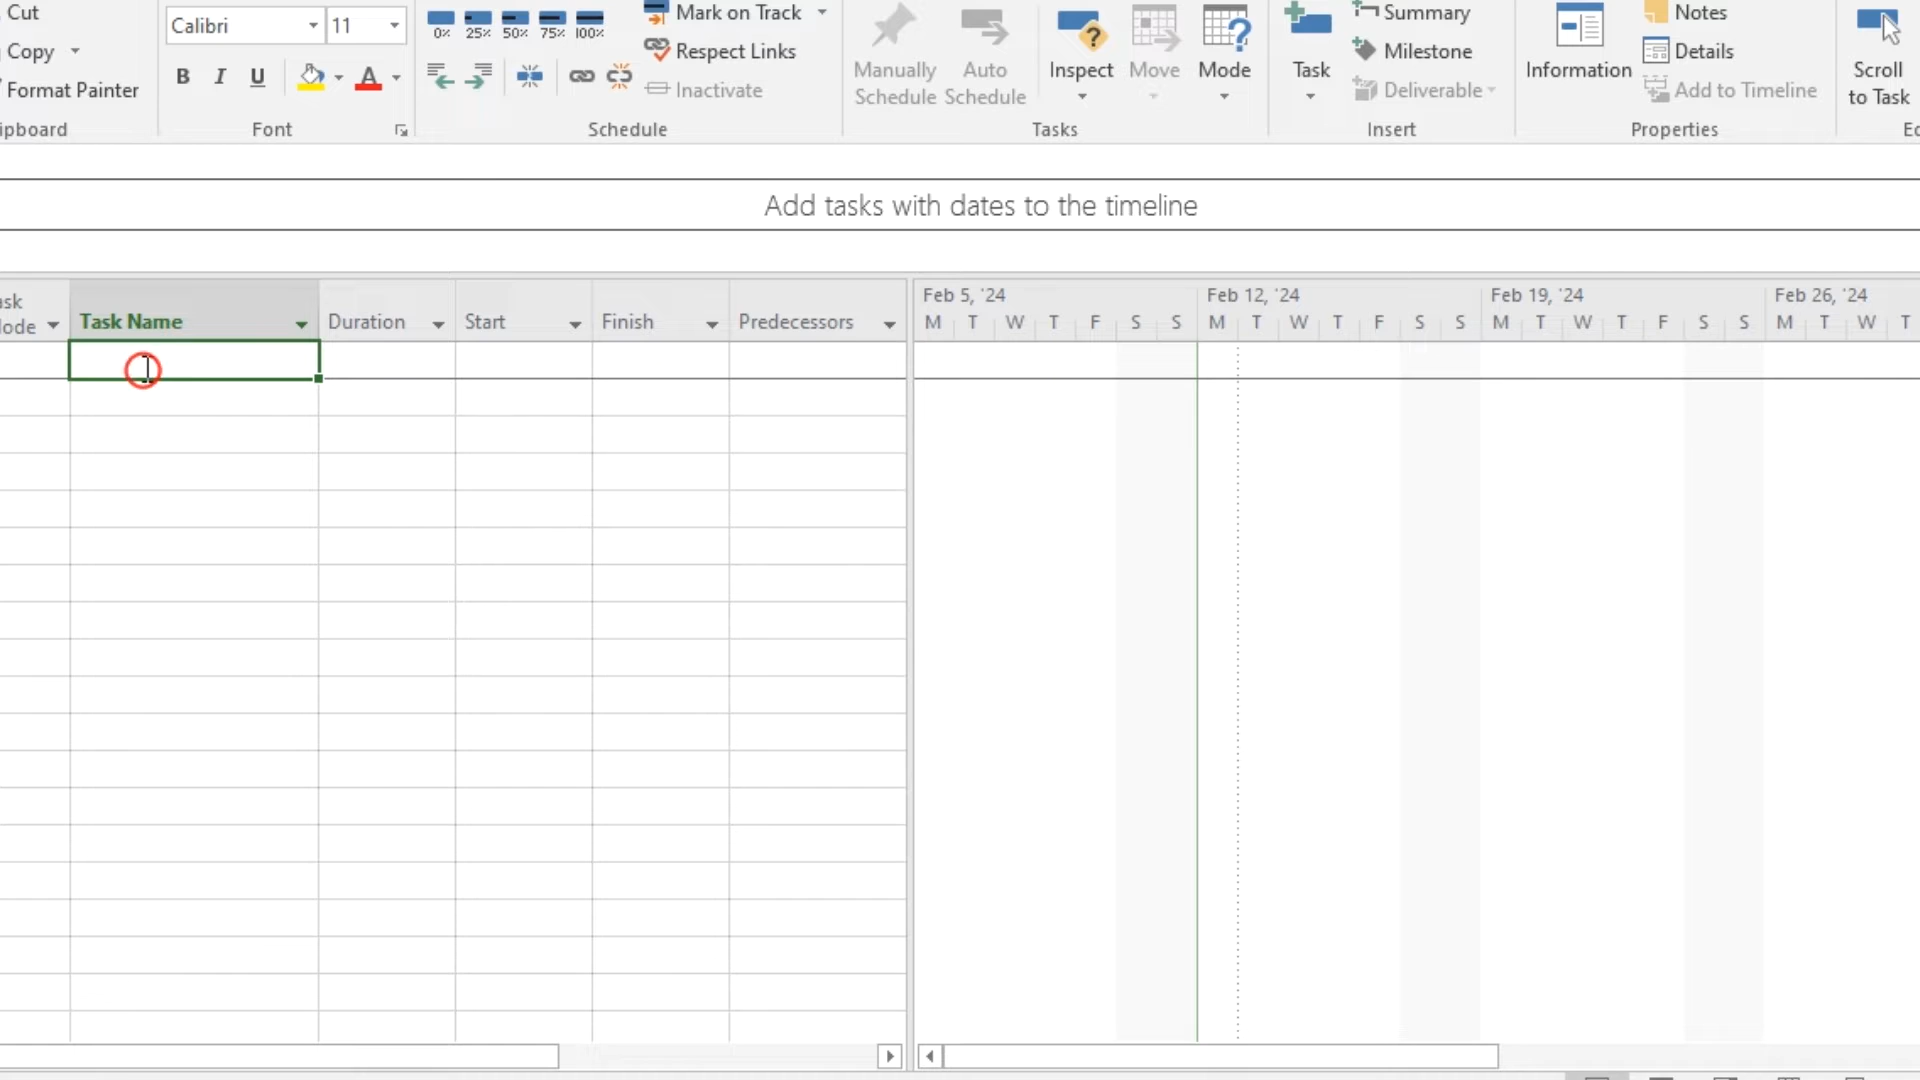 Cut
Copy
Format Painter
ipboard
Calibri
11
B I U
A
Font
0% 25% 50% 75% 100%
Mark on Track
Respect Links
Inactivate
Schedule
Manually Schedule
Auto Schedule
Inspect
Move
Mode
Tasks
Task
Summary
Milestone
Deliverable
Insert
Information
Notes
Details
Add to Timeline
Properties
Scroll to Task
Add tasks with dates to the timeline
ask
lode
Task Name
Duration
Start
Finish
Predecessors
Feb 5, '24
Feb 12, '24
Feb 19, '24
Feb 26, '24
M T W T F S S M T W T F S S M T W T F S S M T W T